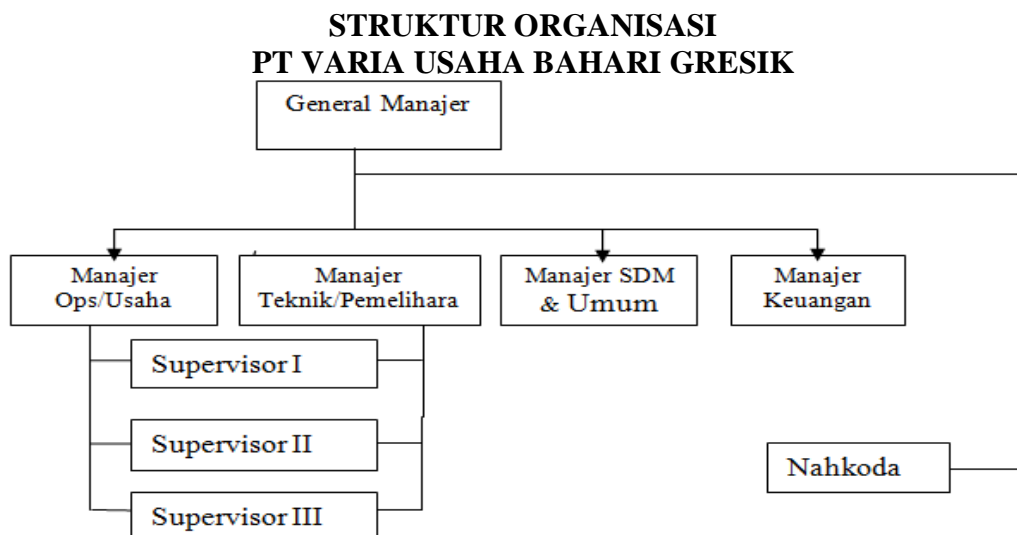 STRUKTUR ORGANISASI
PT VARIA USAHA BAHARI GRESIK
General Manajer
Manajer
Ops/Usaha
Manajer
Teknik/Pemelihara
Manajer SDM
& Umum
Manajer
Keuangan
Supervisor I
Supervisor II
Nahkoda
Supervisor III